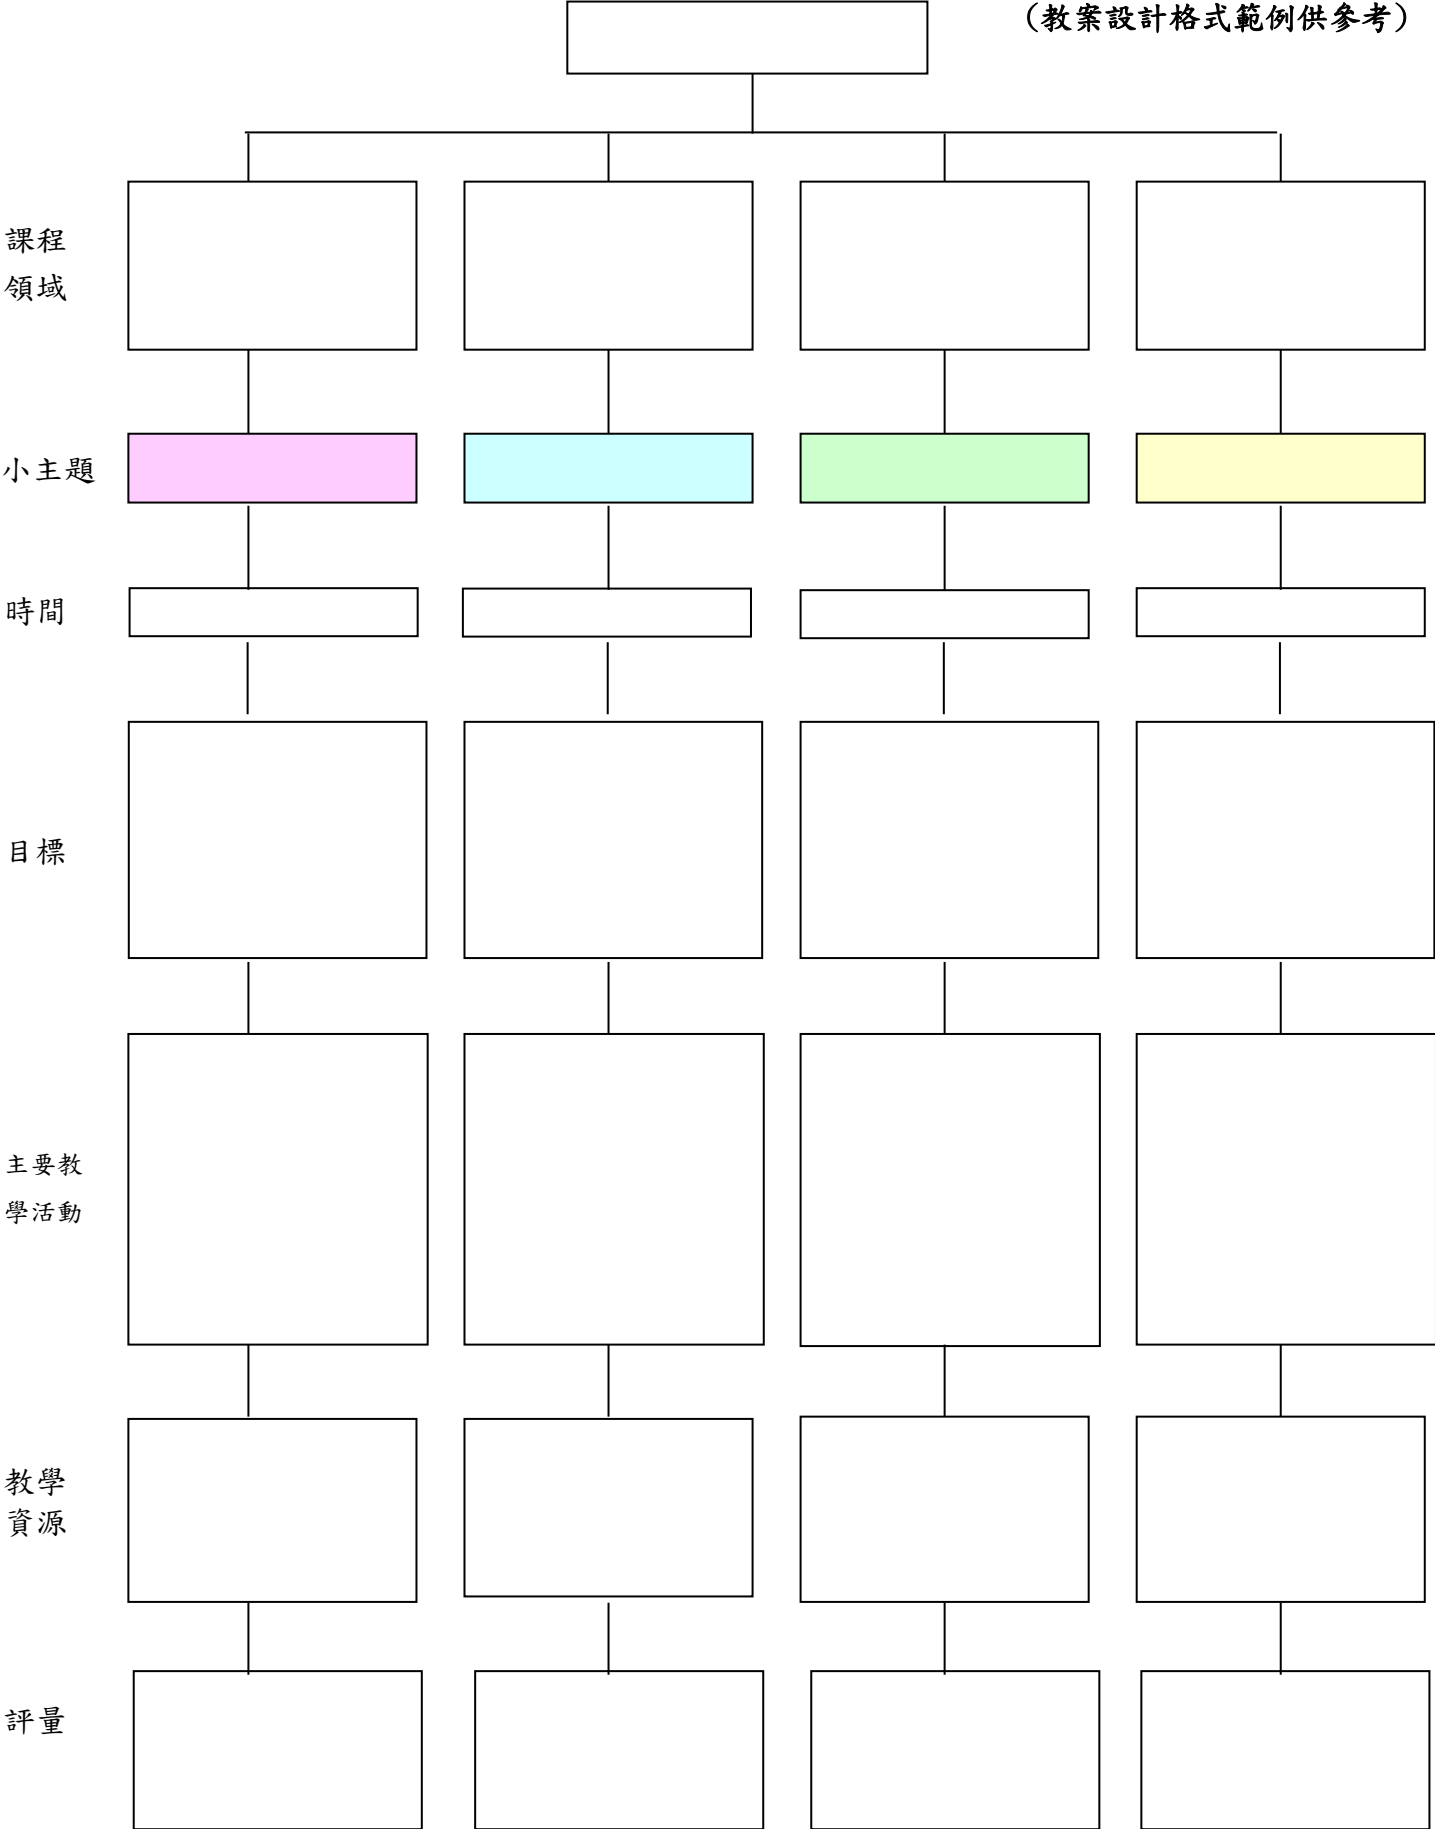 （教案設計格式範例供參考）
課程
領域
小主題
時間
目標
主要教
學活動
教學
資源
評量